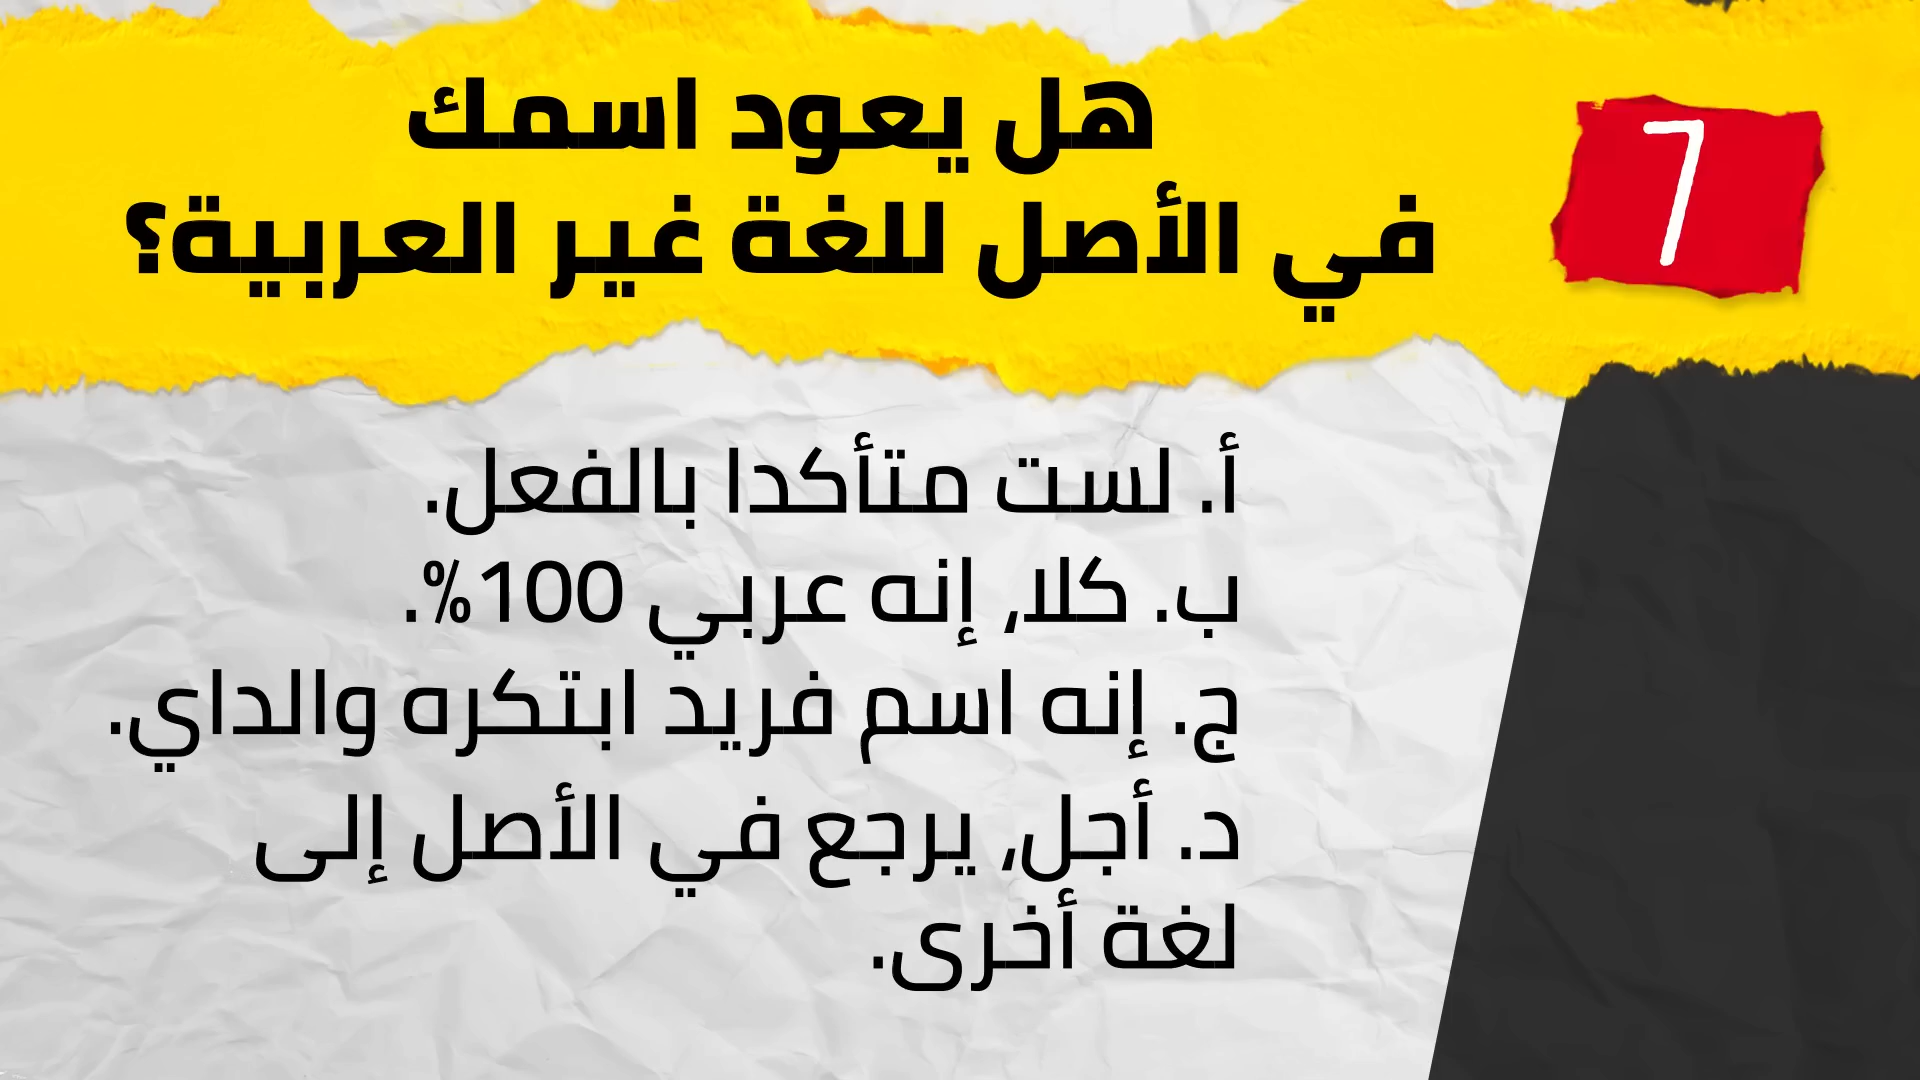 7
هل يعود اسمك
في الأصل للغة غير العربية؟
أ. لست متأكدا بالفعل.
ب. كلا، إنه عربي 100%.
ج. إنه اسم فريد ابتكره والداي.
د. أجل، يرجع في الأصل إلى
لغة أخرى.